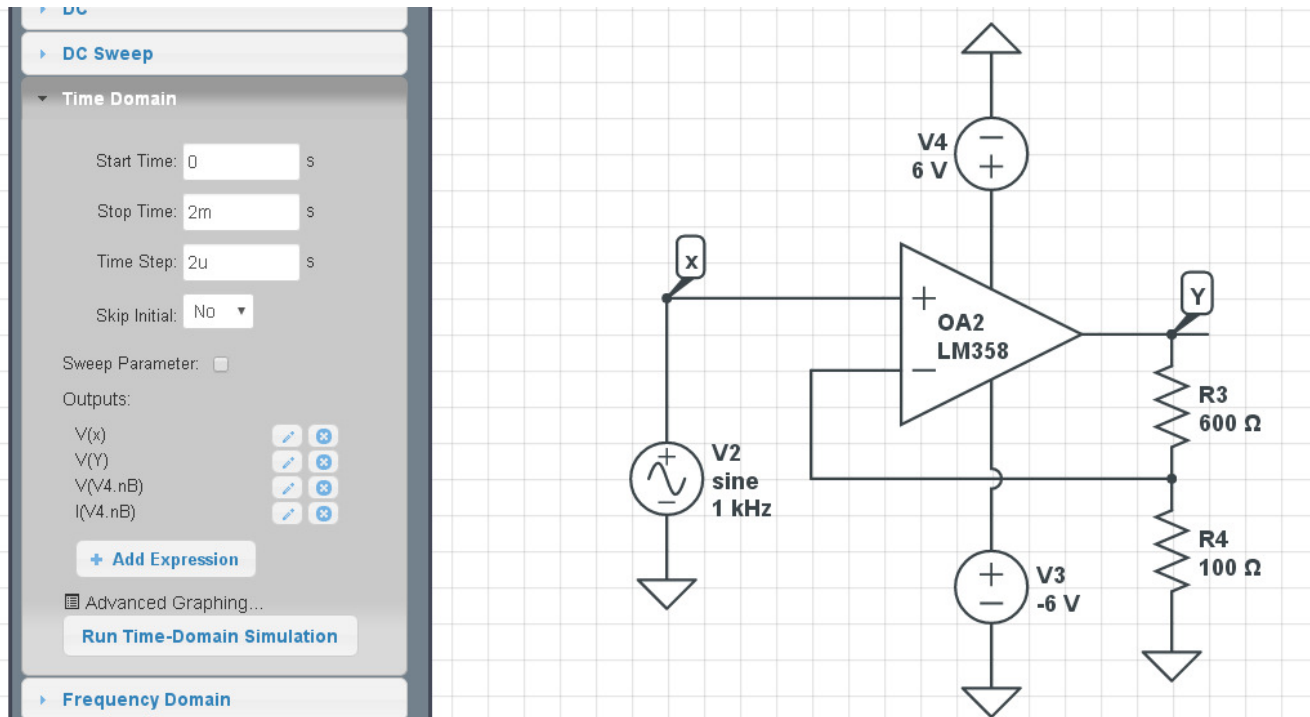 DC
DC Sweep
Time Domain
Start Time: 0 s
Stop Time: 2m s
Time Step: 2u s
Skip Initial: No
Sweep Parameter:
Outputs:
V(x)
V(Y)
V(V4.nB)
I(V4.nB)
+ Add Expression
Advanced Graphing...
Run Time-Domain Simulation
Frequency Domain
V4
6 V
−
+
x
+
−
OA2
LM358
Y
R3
600 Ω
V2
sine
1 kHz
+
−
R4
100 Ω
V3
-6 V
+
−